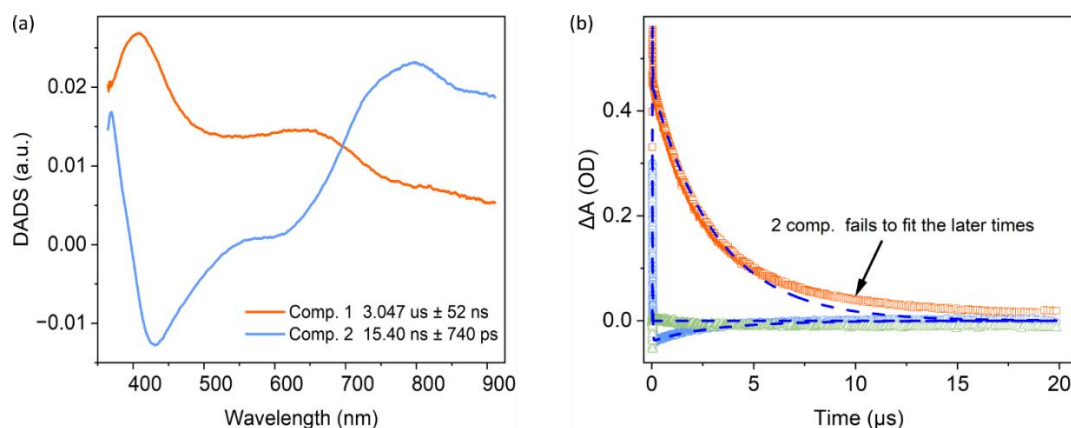 (a)
DADS (a.u.)
0.02
0.01
0.00
−0.01
Comp. 1  3.047 us ± 52 ns
Comp. 2  15.40 ns ± 740 ps
400 500 600 700 800 900
Wavelength (nm)
(b)
ΔA (OD)
0.4
0.2
0.0
2 comp.  fails to fit the later times
0 5 10 15 20
Time (μs)